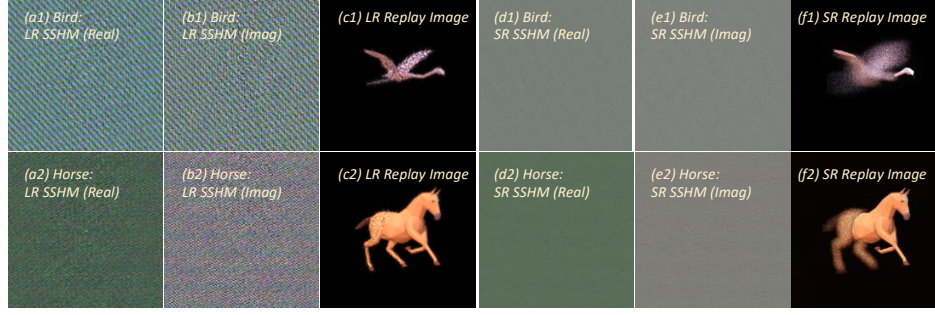 (a1) Bird:
LR SSHM (Real)
(b1) Bird:
LR SSHM (Imag)
(c1) LR Replay Image
(d1) Bird:
SR SSHM (Real)
(e1) Bird:
SR SSHM (Imag)
(f1) SR Replay Image
(a2) Horse:
LR SSHM (Real)
(b2) Horse:
LR SSHM (Imag)
(c2) LR Replay Image
(d2) Horse:
SR SSHM (Real)
(e2) Horse:
SR SSHM (Imag)
(f2) SR Replay Image